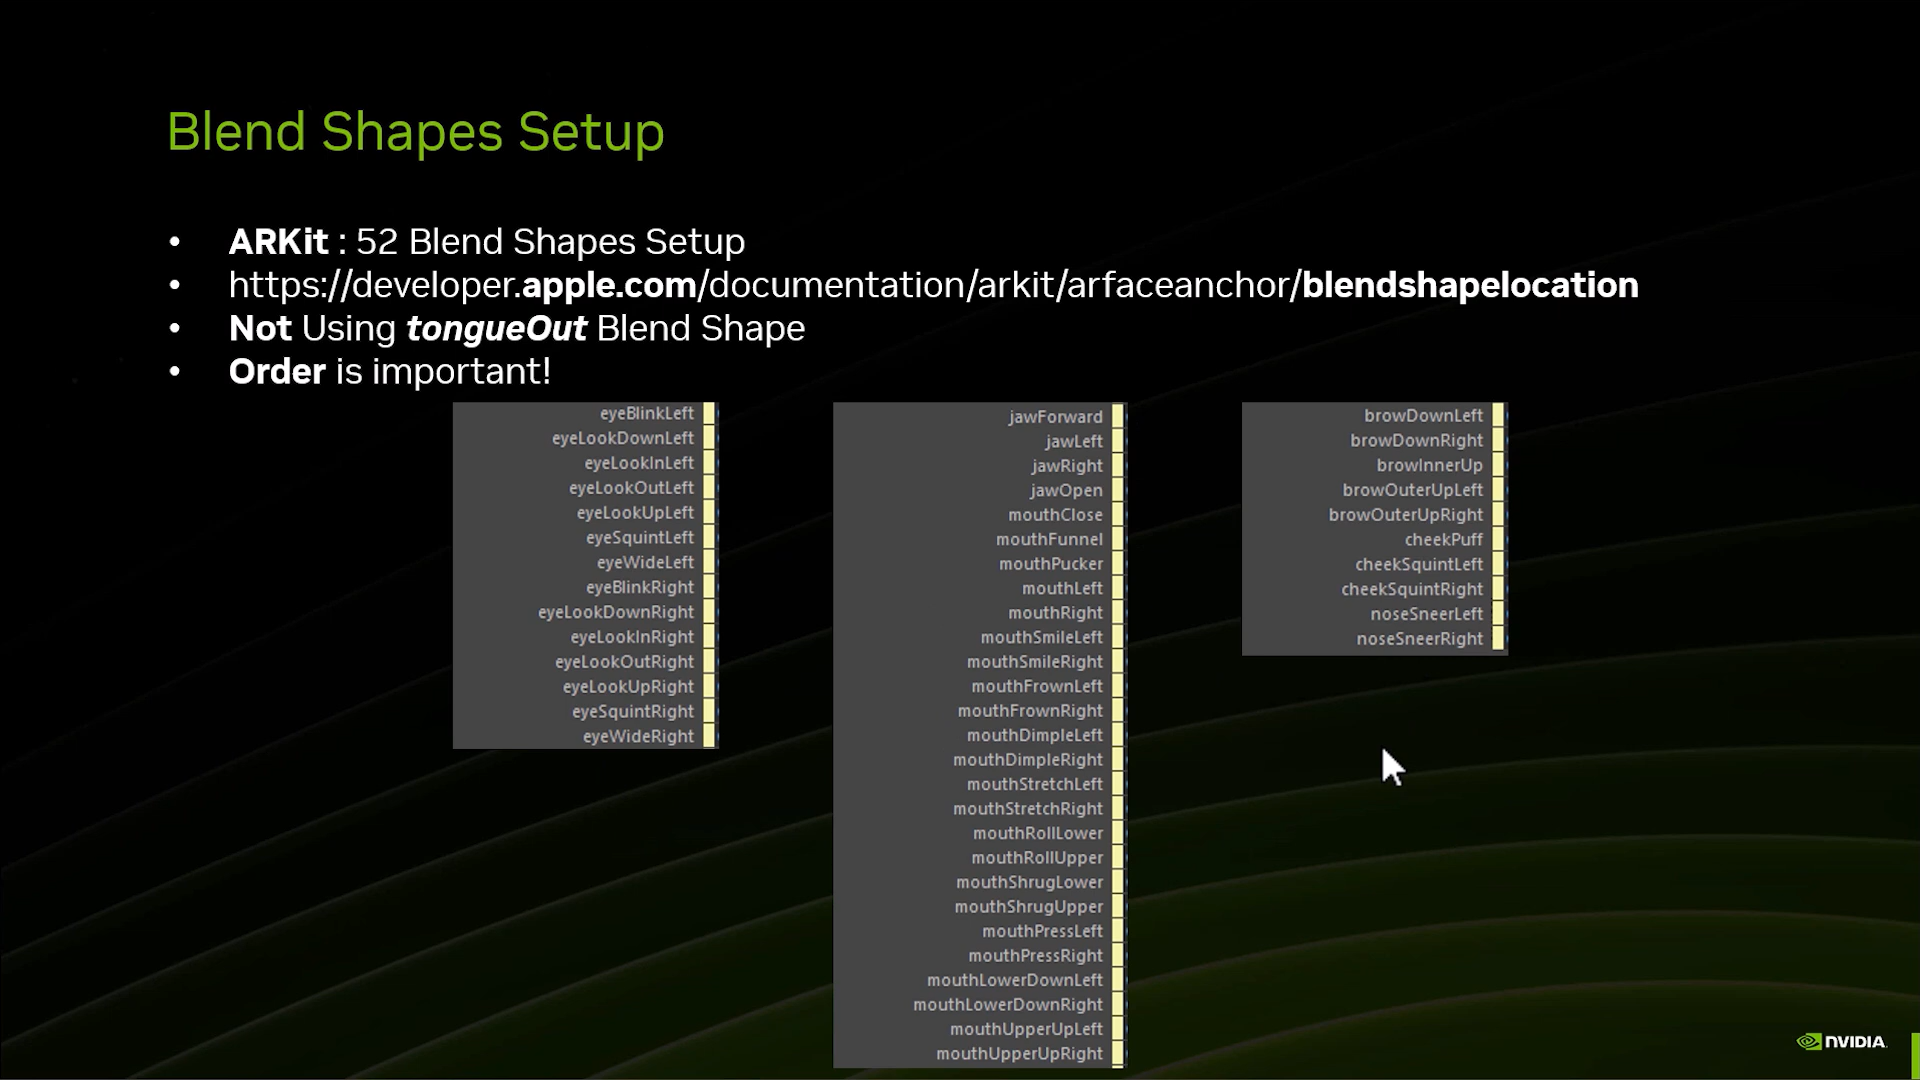 Blend Shapes Setup
• ARKit : 52 Blend Shapes Setup
• https://developer.apple.com/documentation/arkit/arfaceanchor/blendshapelocation
• Not Using tongueOut Blend Shape
• Order is important!
eyeBlinkLeft
eyeLookDownLeft
eyeLookInLeft
eyeLookOutLeft
eyeLookUpLeft
eyeSquintLeft
eyeWideLeft
eyeBlinkRight
eyeLookDownRight
eyeLookInRight
eyeLookOutRight
eyeLookUpRight
eyeSquintRight
eyeWideRight
jawForward
jawLeft
jawRight
jawOpen
mouthClose
mouthFunnel
mouthPucker
mouthLeft
mouthRight
mouthSmileLeft
mouthSmileRight
mouthFrownLeft
mouthFrownRight
mouthDimpleLeft
mouthDimpleRight
mouthStretchLeft
mouthStretchRight
mouthRollLower
mouthRollUpper
mouthShrugLower
mouthShrugUpper
mouthPressLeft
mouthPressRight
mouthLowerDownLeft
mouthLowerDownRight
mouthUpperUpLeft
mouthUpperUpRight
browDownLeft
browDownRight
browInnerUp
browOuterUpLeft
browOuterUpRight
cheekPuff
cheekSquintLeft
cheekSquintRight
noseSneerLeft
noseSneerRight
NVIDIA